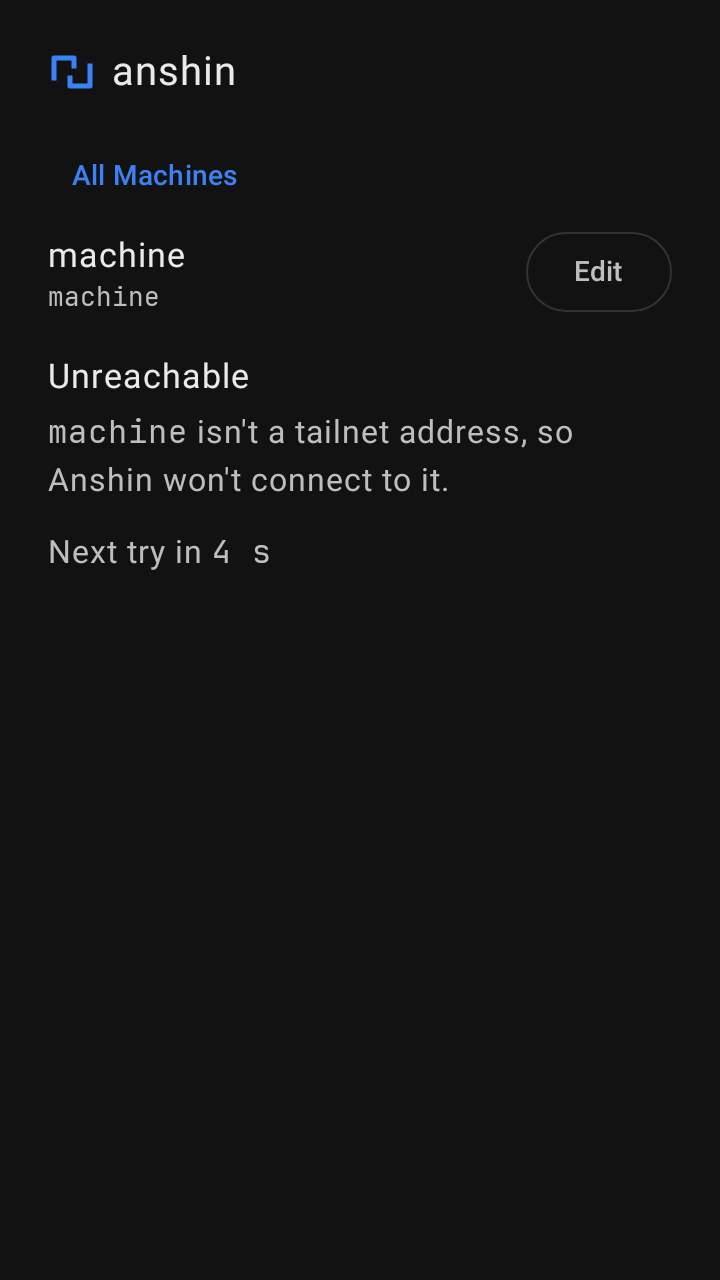 anshin
All Machines
machine
Edit
machine
Unreachable
machine isn't a tailnet address, so
Anshin won't connect to it.
Next try in 4 s